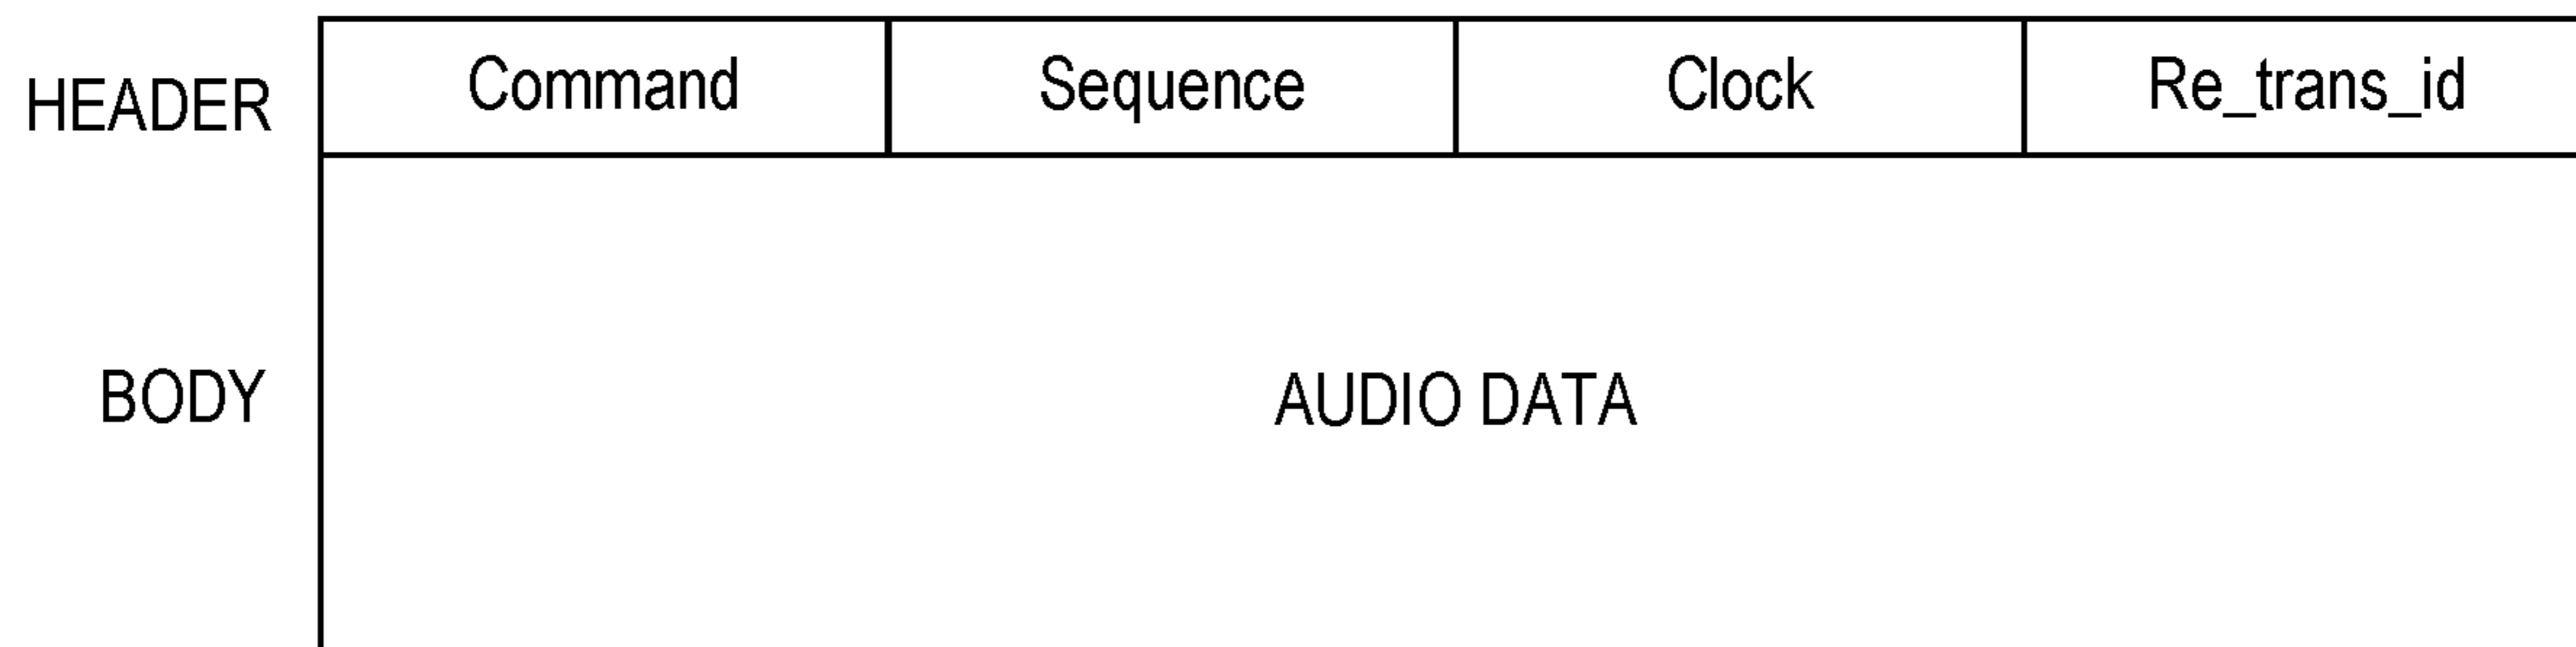 HEADER Command Sequence Clock Re_trans_id
BODY AUDIO DATA